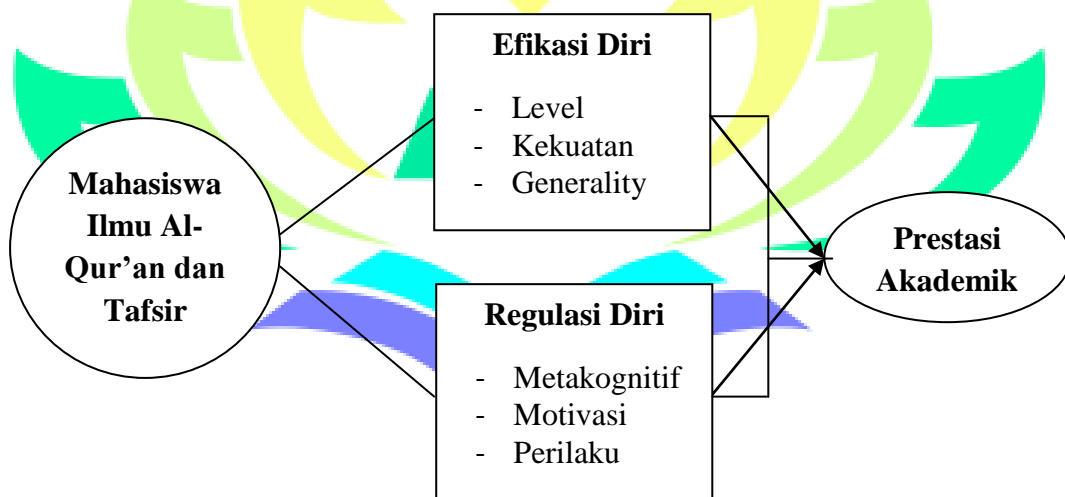 Mahasiswa
Ilmu Al-
Qur’an dan
Tafsir
Efikasi Diri
- Level
- Kekuatan
- Generality
Regulasi Diri
- Metakognitif
- Motivasi
- Perilaku
Prestasi
Akademik